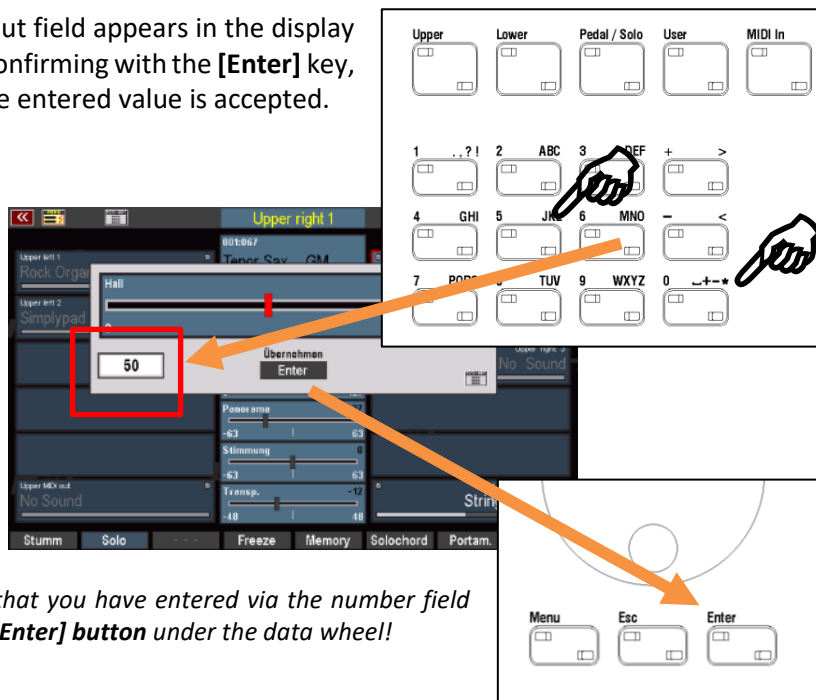 ut field appears in the display
onfirming with the [Enter] key,
e entered value is accepted.
Upper Lower Pedal / Solo User MIDI In
1 . , ? ! 2 ABC 3 DEF + >
4 GHI 5 6 MNO – <
7 TUV 9 WXYZ 0 ⎵+–*
Upper right 1
001:067
Upper left 1
Rock Orga
Tenor Sax GM
Hall
Upper left 2
Simplypad
50
Übernehmen
Enter
No Sound
Panorama
-63 63
Stimmung 0
-63 63
Upper MIDI out
No Sound
Transp. -12
-48 48
Strin
Stumm Solo - - - Freeze Memory Solochord Portam.
that you have entered via the number field
Enter] button under the data wheel!
Menu Esc Enter